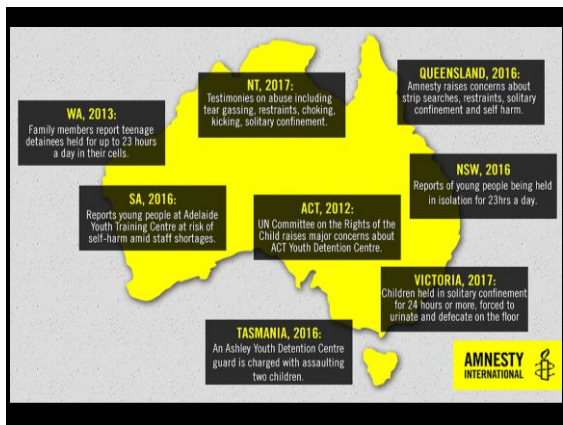 NT, 2017:
Testimonies on abuse including
tear gassing, restraints, choking,
kicking, solitary confinement.
QUEENSLAND, 2016:
Amnesty raises concerns about
strip searches, restraints, solitary
confinement and self harm.
WA, 2013:
Family members report teenage
detainees held for up to 23 hours
a day in their cells.
NSW, 2016
Reports of young people being held
in isolation for 23hrs a day.
SA, 2016:
Reports young people at Adelaide
Youth Training Centre at risk of
self-harm amid staff shortages.
ACT, 2012:
UN Committee on the Rights of the
Child raises major concerns about
ACT Youth Detention Centre.
VICTORIA, 2017:
Children held in solitary confinement
for 24 hours or more, forced to
urinate and defecate on the floor
TASMANIA, 2016:
An Ashley Youth Detention Centre
guard is charged with assaulting
two children.
AMNESTY
INTERNATIONAL